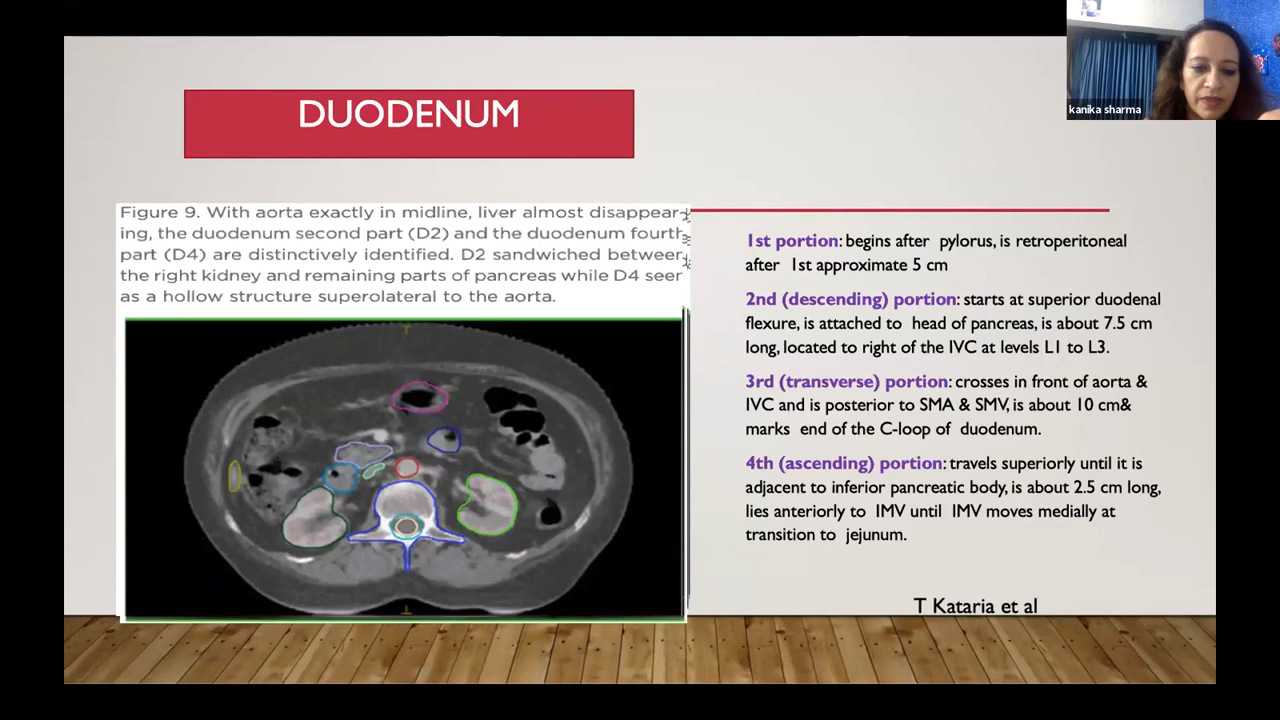 kanika sharma
DUODENUM
Figure 9. With aorta exactly in midline, liver almost disappear-
ing, the duodenum second part (D2) and the duodenum fourth
part (D4) are distinctively identified. D2 sandwiched between
the right kidney and remaining parts of pancreas while D4 seen
as a hollow structure superolateral to the aorta.
1st portion: begins after pylorus, is retroperitoneal
after 1st approximate 5 cm
2nd (descending) portion: starts at superior duodenal
flexure, is attached to head of pancreas, is about 7.5 cm
long, located to right of the IVC at levels L1 to L3.
3rd (transverse) portion: crosses in front of aorta &
IVC and is posterior to SMA & SMV, is about 10 cm&
marks end of the C-loop of duodenum.
4th (ascending) portion: travels superiorly until it is
adjacent to inferior pancreatic body, is about 2.5 cm long,
lies anteriorly to IMV until IMV moves medially at
transition to jejunum.
T Kataria et al